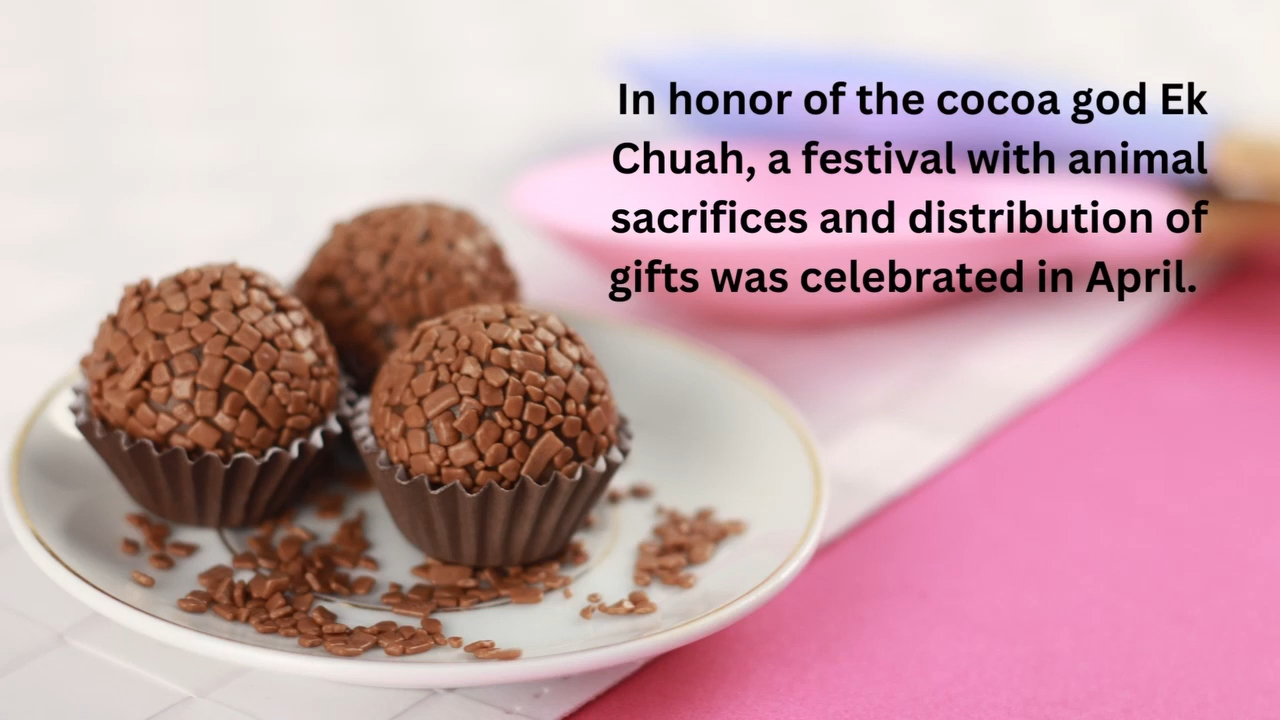 In honor of the cocoa god Ek
Chuah, a festival with animal
sacrifices and distribution of
gifts was celebrated in April.